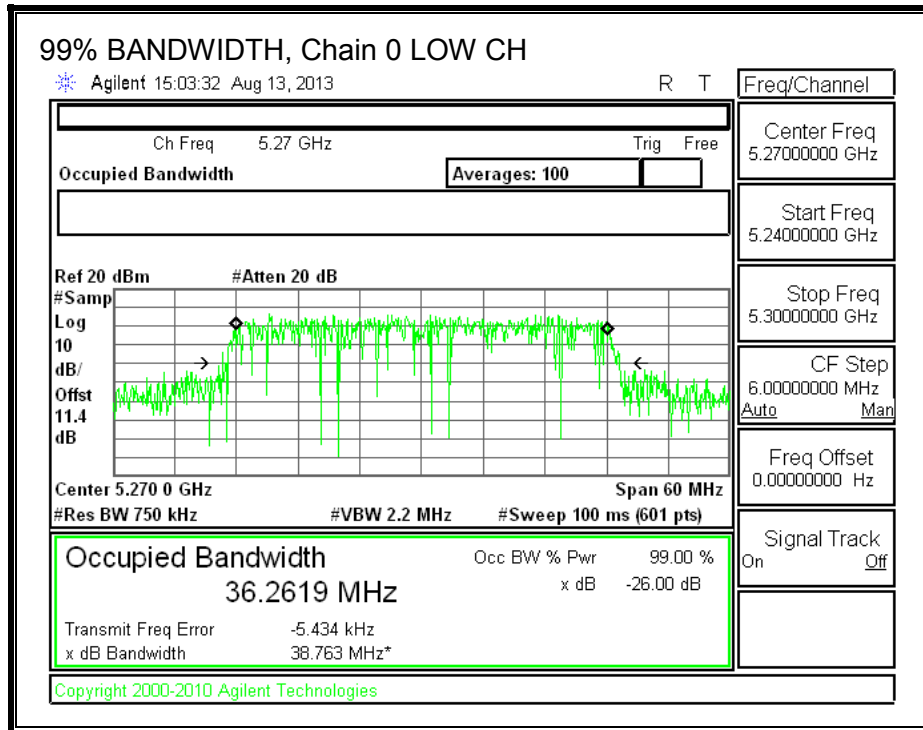 99% BANDWIDTH, Chain 0 LOW CH
Agilent 15:03:32 Aug 13, 2013 R T
Freq/Channel
Ch Freq 5.27 GHz Trig Free
Occupied Bandwidth Averages: 100
Center Freq
5.27000000 GHz
Start Freq
5.24000000 GHz
Stop Freq
5.30000000 GHz
CF Step
6.00000000 MHz
Auto Man
Freq Offset
0.00000000 Hz
Signal Track
On Off
Ref 20 dBm #Atten 20 dB
#Samp
Log
10
dB/
Offst
11.4
dB
Center 5.270 0 GHz Span 60 MHz
#Res BW 750 kHz #VBW 2.2 MHz #Sweep 100 ms (601 pts)
Occupied Bandwidth Occ BW % Pwr 99.00 %
36.2619 MHz x dB -26.00 dB
Transmit Freq Error -5.434 kHz
x dB Bandwidth 38.763 MHz*
Copyright 2000-2010 Agilent Technologies